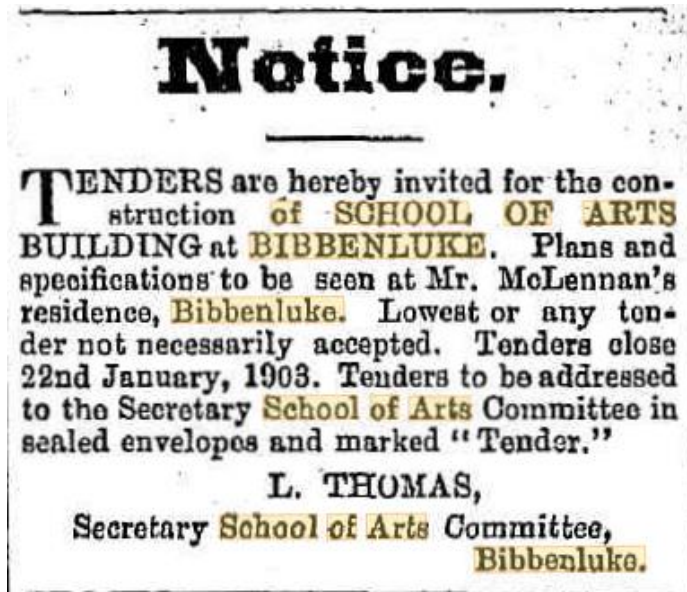 Notice.
TENDERS are hereby invited for the con-
struction of SCHOOL OF ARTS
BUILDING at BIBBENLUKE. Plans and
specifications to be seen at Mr. McLennan's
residence, Bibbenluke. Lowest or any ten-
der not necessarily accepted. Tenders close
22nd January, 1903. Tenders to be addressed
to the Secretary School of Arts Committee in
sealed envelopes and marked "Tender."
L. THOMAS,
Secretary School of Arts Committee,
Bibbenluke.